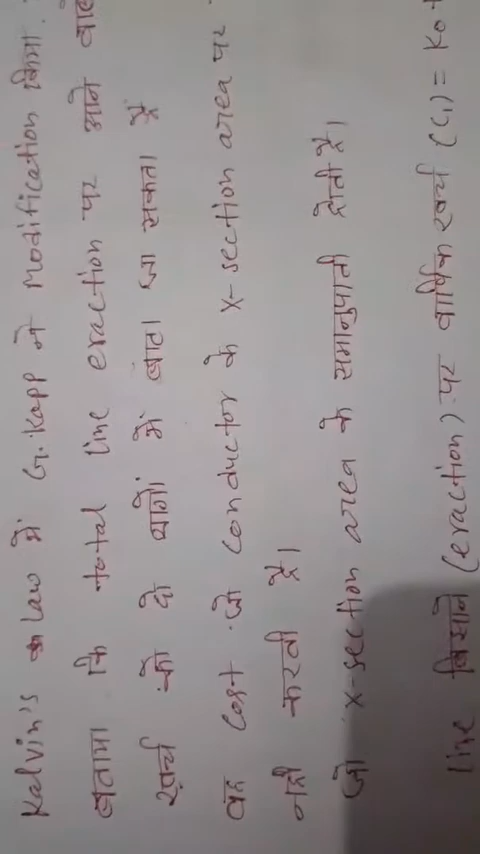 Kalvin's law में G.Kapp ने Modification किया.
बताया कि total line eraction पर आने वाले
खर्च को दो भागों में बाटा जा सकता है
वह cost जो conductor के x-section area पर
नही करती है।
जो x-section area के समानुपाती होती है।
line बिछाने (eraction) पर वार्षिक खर्च (C1) = K0+